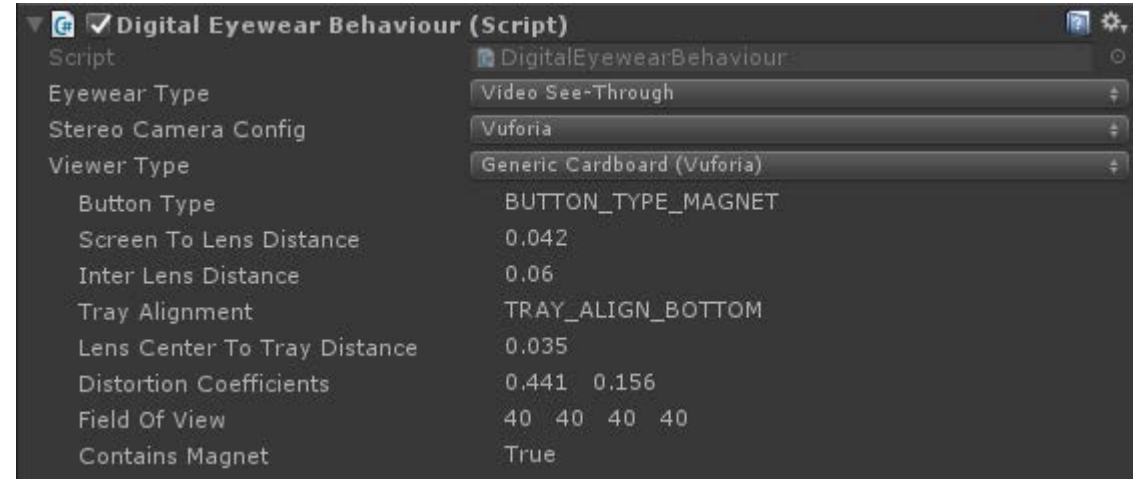 Digital Eyewear Behaviour (Script)
Script DigitalEyewearBehaviour
Eyewear Type Video See-Through
Stereo Camera Config Vuforia
Viewer Type Generic Cardboard (Vuforia)
Button Type BUTTON_TYPE_MAGNET
Screen To Lens Distance 0.042
Inter Lens Distance 0.06
Tray Alignment TRAY_ALIGN_BOTTOM
Lens Center To Tray Distance 0.035
Distortion Coefficients 0.441 0.156
Field Of View 40 40 40 40
Contains Magnet True